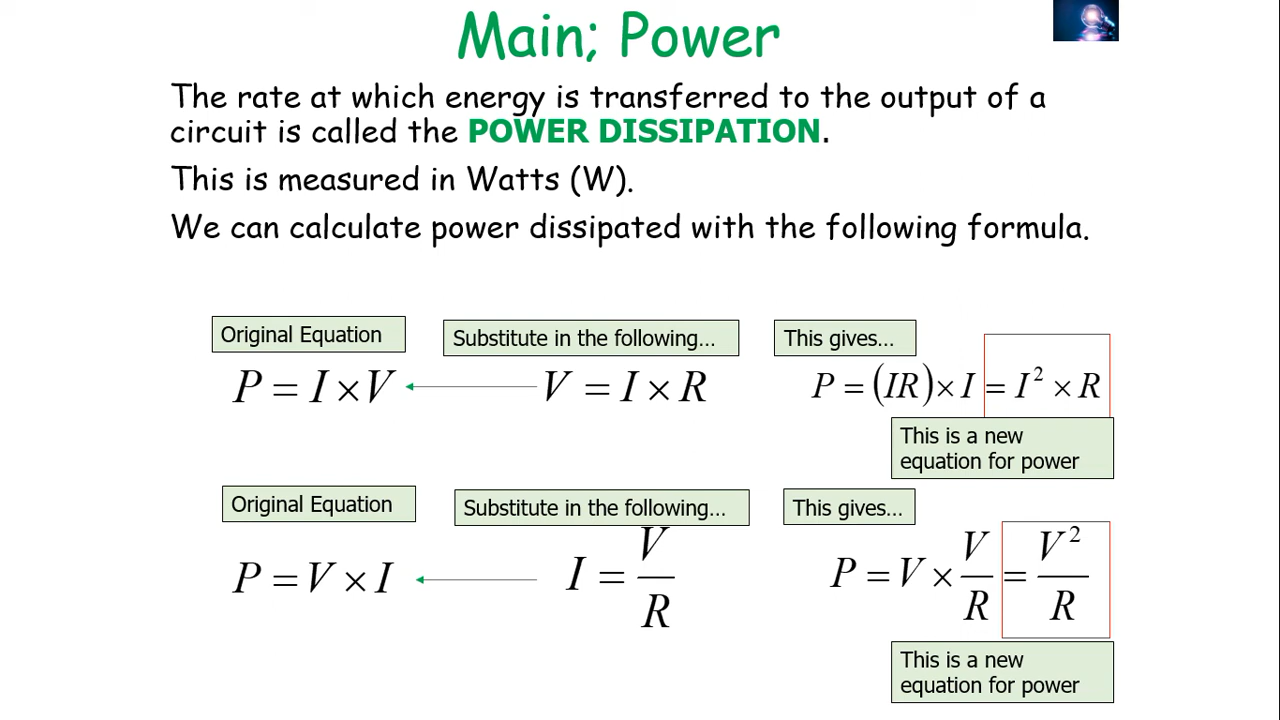 Main; Power
The rate at which energy is transferred to the output of a
circuit is called the POWER DISSIPATION.
This is measured in Watts (W).
We can calculate power dissipated with the following formula.
Original Equation
Substitute in the following...
This gives...
P = I × V
V = I × R
P = (IR) × I = I² × R
This is a new
equation for power
Original Equation
Substitute in the following...
This gives...
P = V × I
I = V/R
P = V × V/R = V²/R
This is a new
equation for power